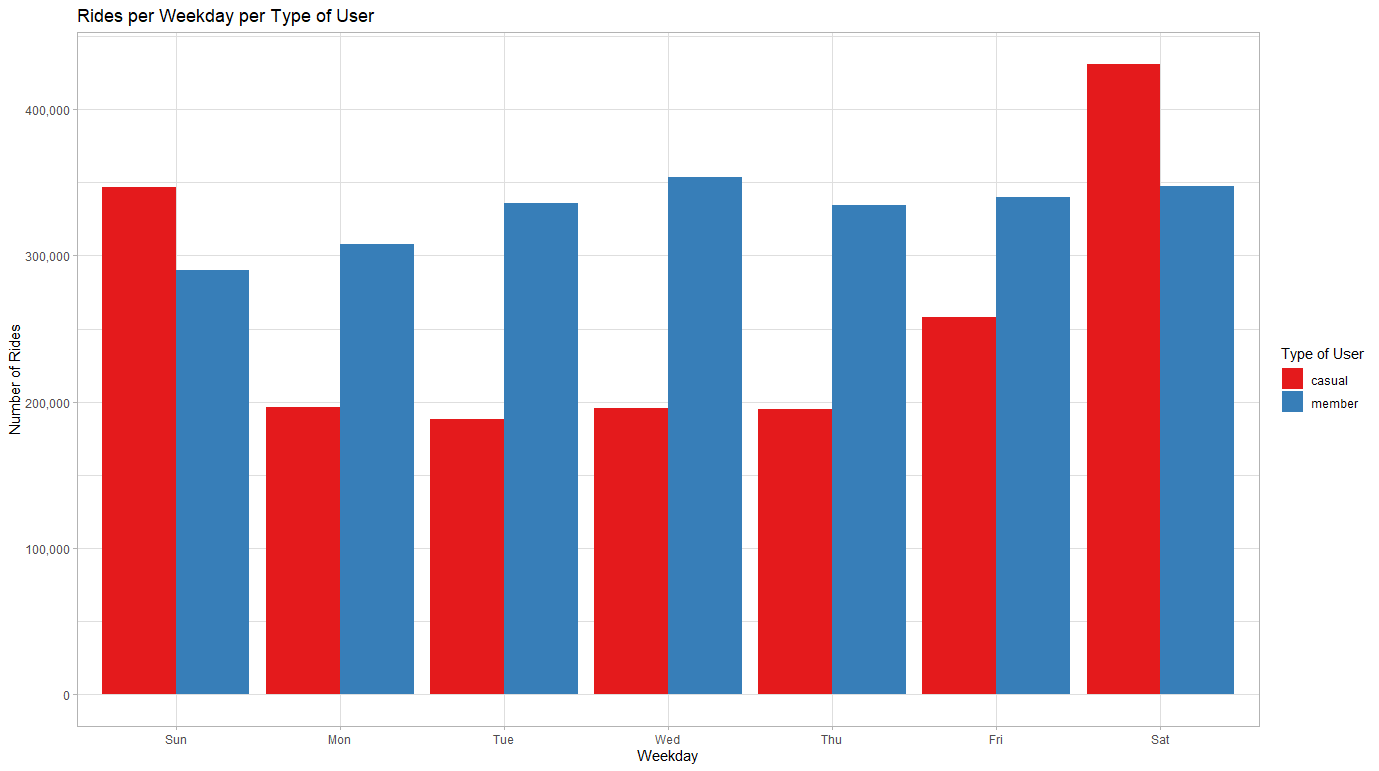 Rides per Weekday per Type of User
Number of Rides
400,000
300,000
200,000
100,000
0
Sun Mon Tue Wed Thu Fri Sat
Weekday
Type of User
casual
member